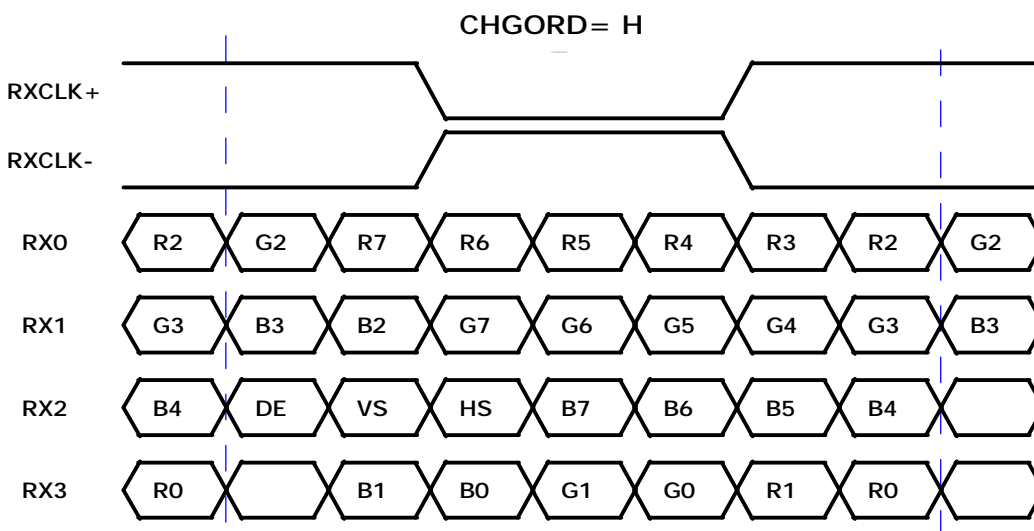 CHGORD= H
RXCLK+
RXCLK-
RX0 R2 G2 R7 R6 R5 R4 R3 R2 G2
RX1 G3 B3 B2 G7 G6 G5 G4 G3 B3
RX2 B4 DE VS HS B7 B6 B5 B4
RX3 R0 B1 B0 G1 G0 R1 R0